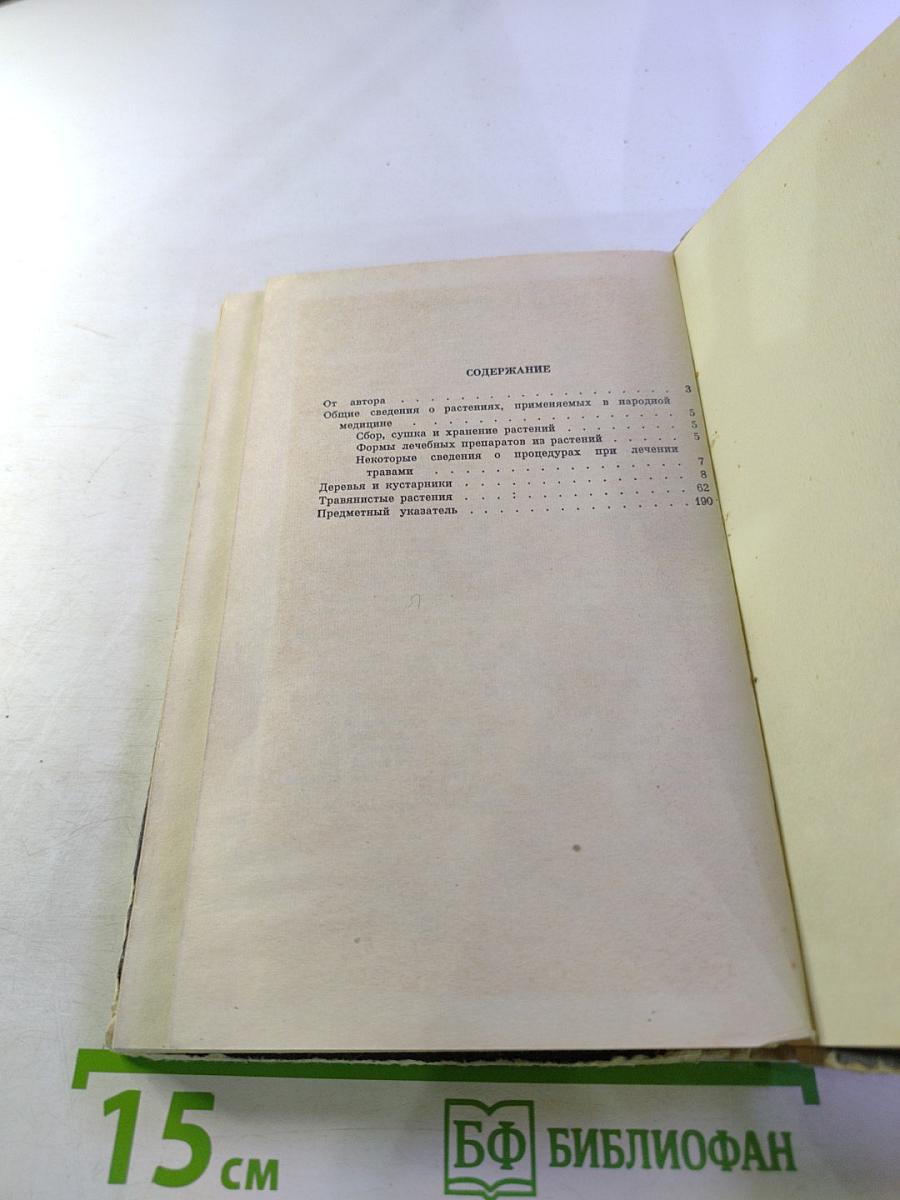 СОДЕРЖАНИЕ
От автора . . . . . . . . . . . . . . . . . . . 3
Общие сведения о растениях, применяемых в народной
медицине . . . . . . . . . . . . . . . . . . 5
Сбор, сушка и хранение растений . . . . . . . . 5
Формы лечебных препаратов из растений . . . . . 5
Некоторые сведения о процедурах при лечении
травами . . . . . . . . . . . . . . . . . 7
Деревья и кустарники . . . . . . . . . . . . . . . 8
Травянистые растения . . . . . . . . . . . . . . . 62
Предметный указатель . . . . . . . . . . . . . . . 190
15 см
БФ БИБЛИОФАН